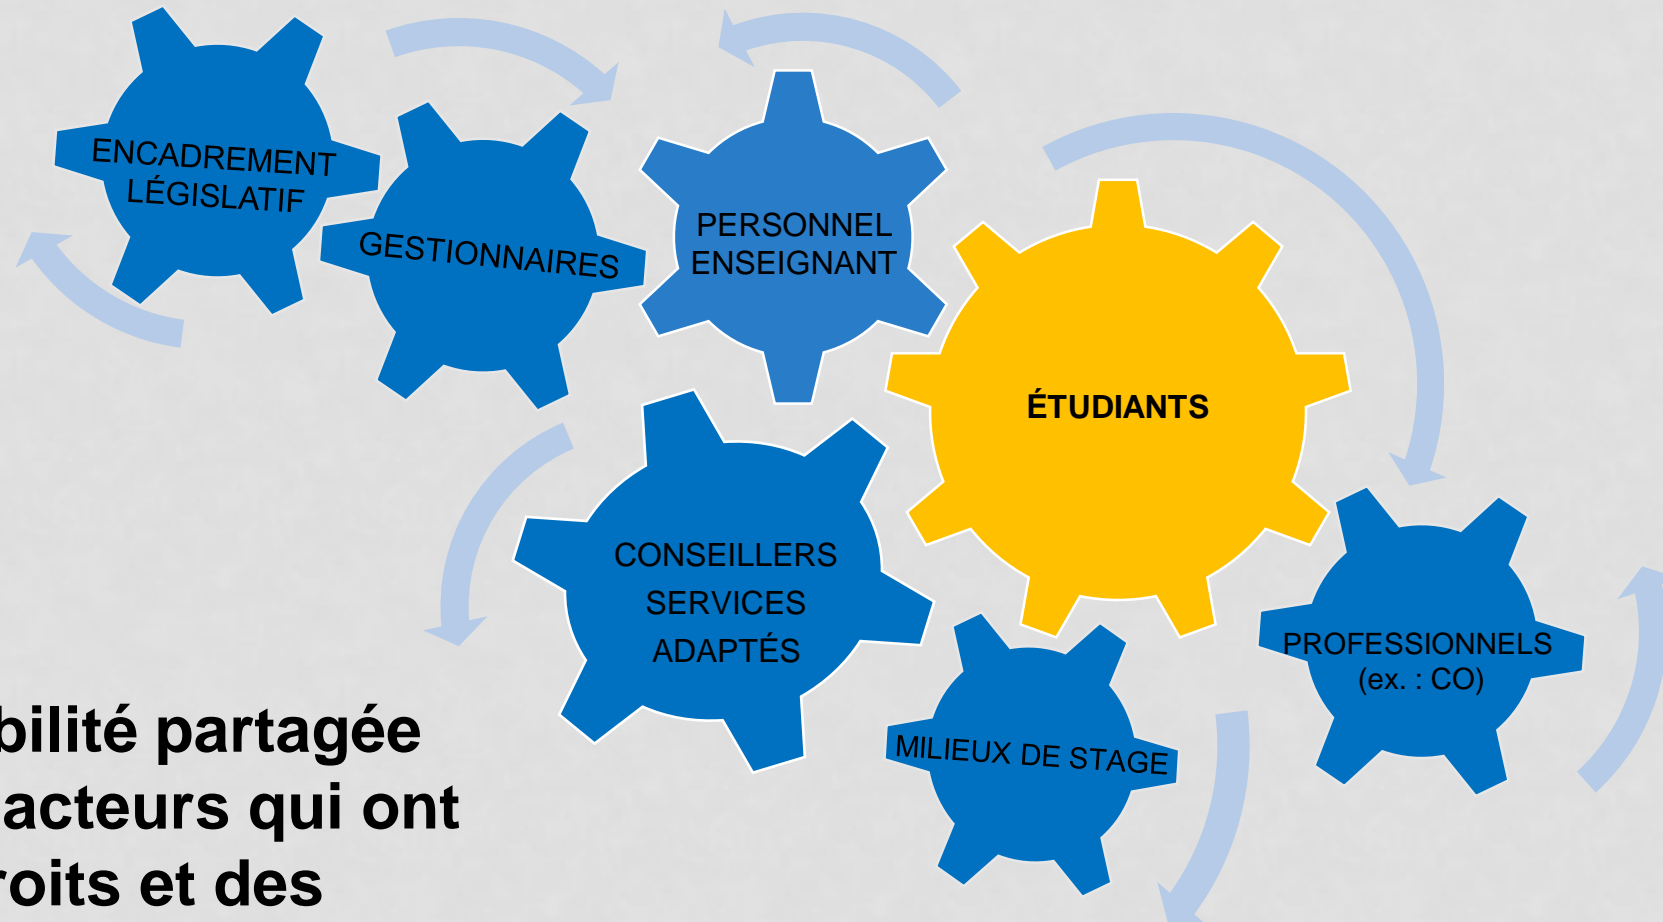 ENCADREMENT
LÉGISLATIF
GESTIONNAIRES
PERSONNEL
ENSEIGNANT
ÉTUDIANTS
CONSEILLERS
SERVICES
ADAPTÉS
PROFESSIONNELS
(ex. : CO)
MILIEUX DE STAGE
bilité partagée
acteurs qui ont
roits et des